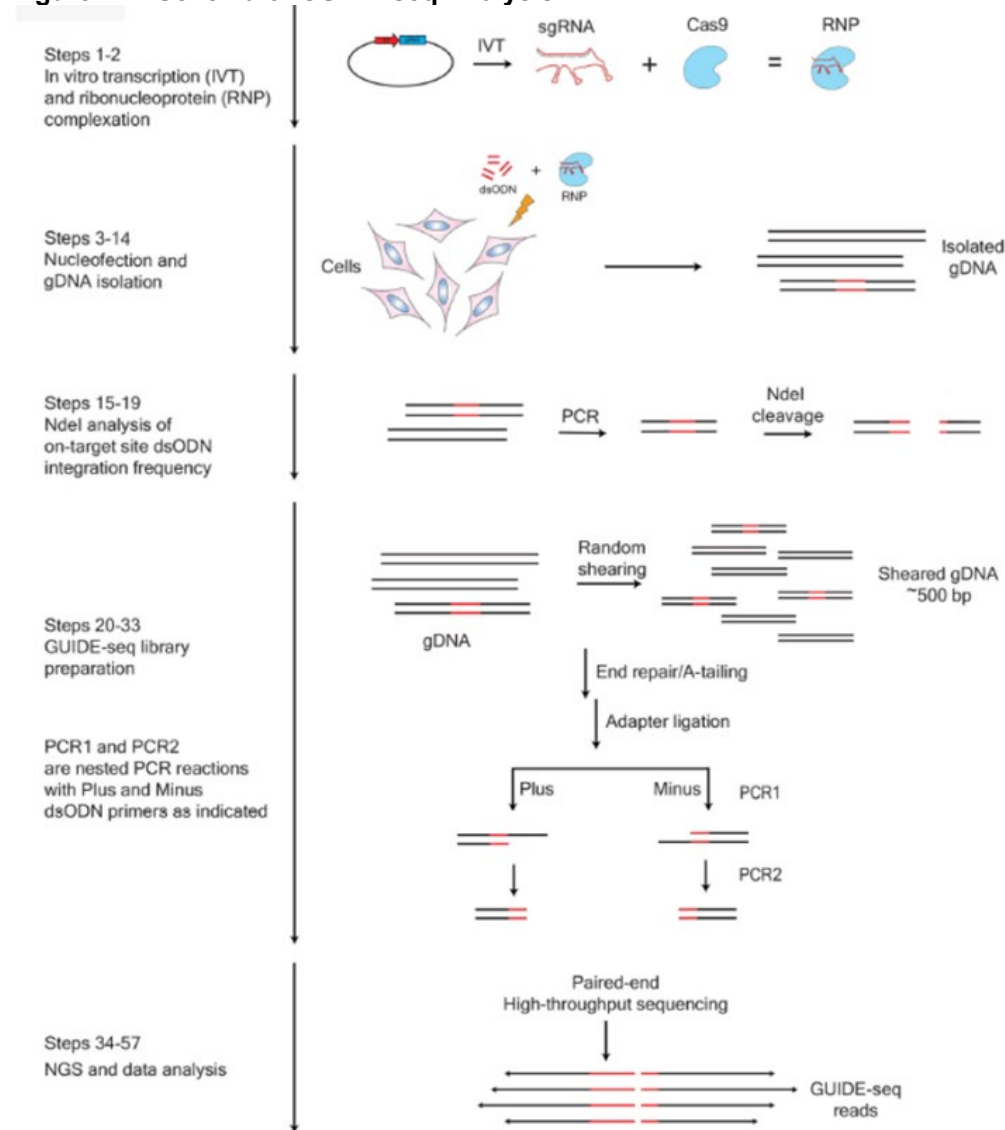 Steps 1-2
In vitro transcription (IVT)
and ribonucleoprotein (RNP)
complexation
IVT
sgRNA
+
Cas9
=
RNP
Steps 3-14
Nucleofection and
gDNA isolation
dsODN
+
RNP
Cells
Isolated
gDNA
Steps 15-19
NdeI analysis of
on-target site dsODN
integration frequency
PCR
NdeI
cleavage
Steps 20-33
GUIDE-seq library
preparation
gDNA
Random
shearing
Sheared gDNA
~500 bp
End repair/A-tailing
Adapter ligation
PCR1 and PCR2
are nested PCR reactions
with Plus and Minus
dsODN primers as indicated
Plus
Minus
PCR1
PCR2
Steps 34-57
NGS and data analysis
Paired-end
High-throughput sequencing
GUIDE-seq
reads